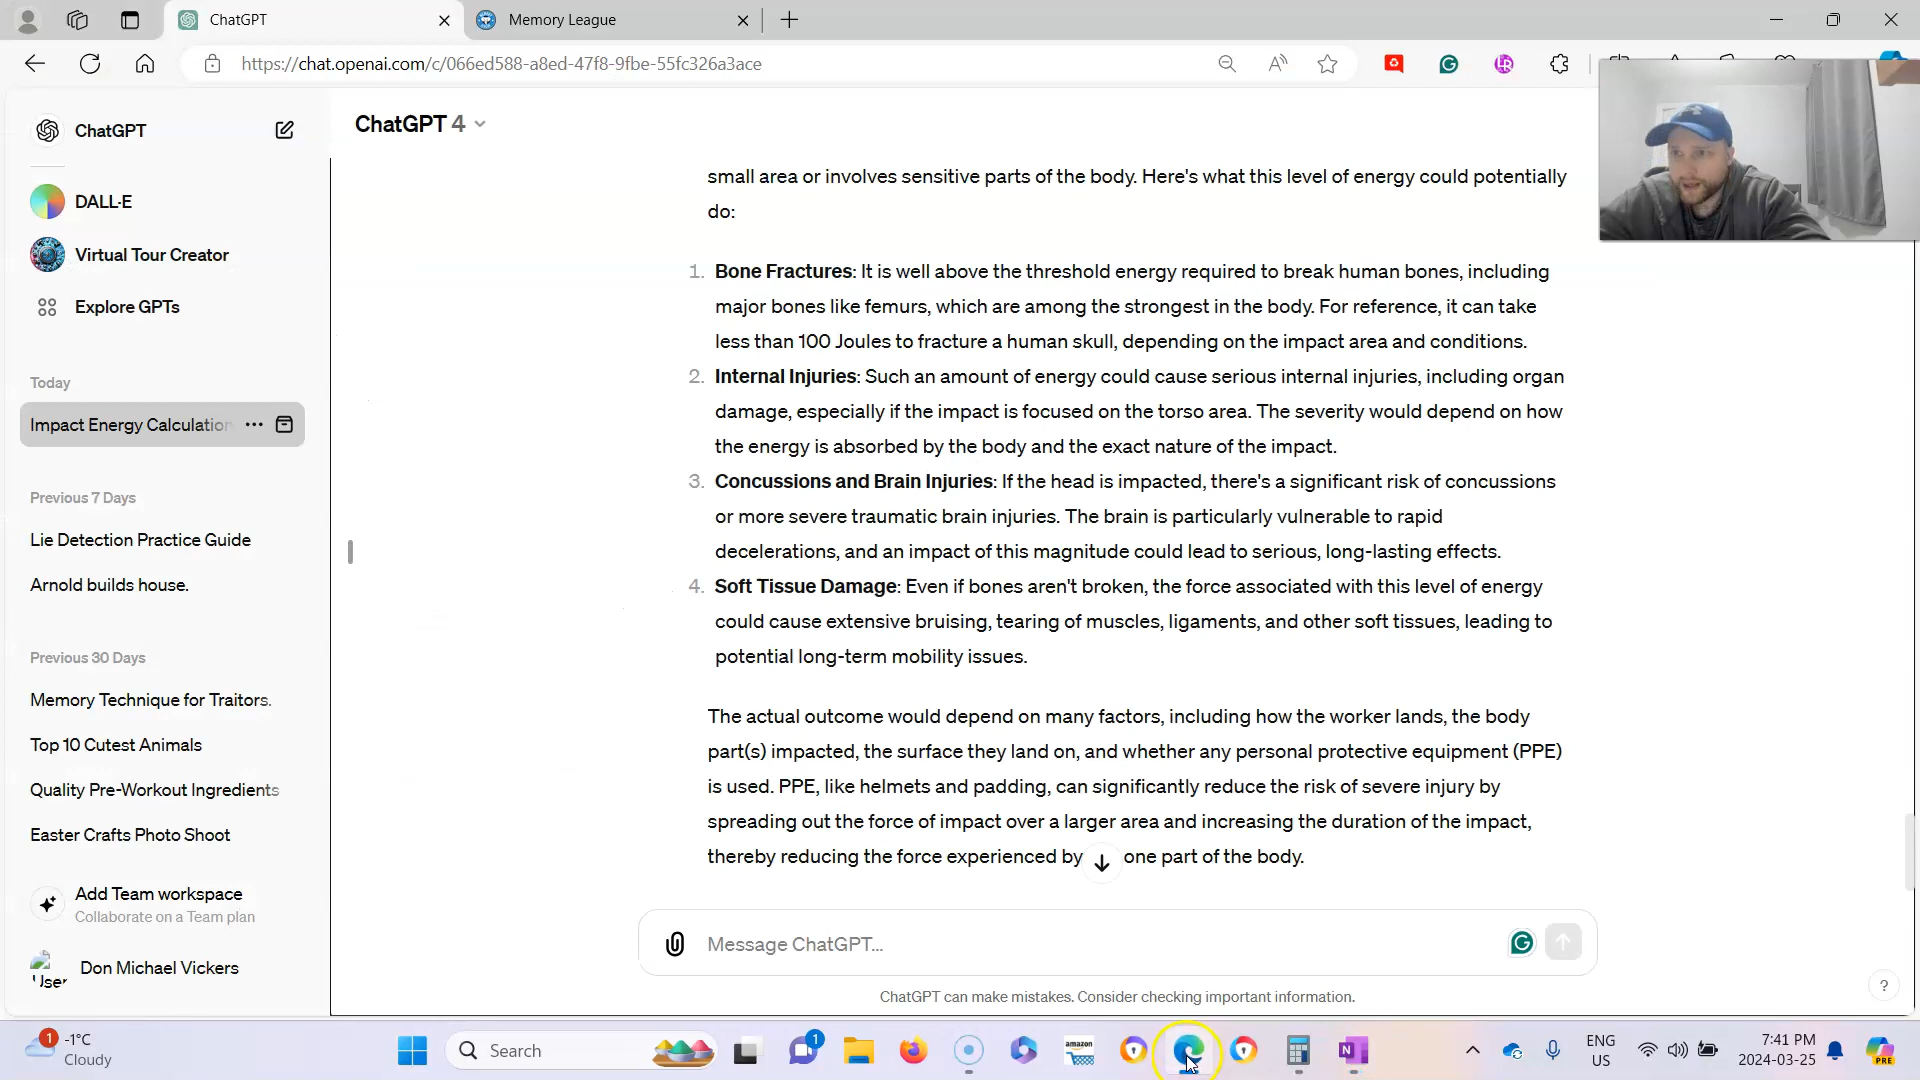 ChatGPT
Memory League
https://chat.openai.com/c/066ed588-a8ed-47f8-9fbe-55fc326a3ace
ChatGPT
DALL·E
Virtual Tour Creator
Explore GPTs
Today
Impact Energy Calculation
Previous 7 Days
Lie Detection Practice Guide
Arnold builds house.
Previous 30 Days
Memory Technique for Traitors.
Top 10 Cutest Animals
Quality Pre-Workout Ingredients
Easter Crafts Photo Shoot
Add Team workspace
Collaborate on a Team plan
User
Don Michael Vickers
ChatGPT 4
small area or involves sensitive parts of the body. Here's what this level of energy could potentially
do:
1. Bone Fractures: It is well above the threshold energy required to break human bones, including
major bones like femurs, which are among the strongest in the body. For reference, it can take
less than 100 Joules to fracture a human skull, depending on the impact area and conditions.
2. Internal Injuries: Such an amount of energy could cause serious internal injuries, including organ
damage, especially if the impact is focused on the torso area. The severity would depend on how
the energy is absorbed by the body and the exact nature of the impact.
3. Concussions and Brain Injuries: If the head is impacted, there's a significant risk of concussions
or more severe traumatic brain injuries. The brain is particularly vulnerable to rapid
decelerations, and an impact of this magnitude could lead to serious, long-lasting effects.
4. Soft Tissue Damage: Even if bones aren't broken, the force associated with this level of energy
could cause extensive bruising, tearing of muscles, ligaments, and other soft tissues, leading to
potential long-term mobility issues.
The actual outcome would depend on many factors, including how the worker lands, the body
part(s) impacted, the surface they land on, and whether any personal protective equipment (PPE)
is used. PPE, like helmets and padding, can significantly reduce the risk of severe injury by
spreading out the force of impact over a larger area and increasing the duration of the impact,
thereby reducing the force experienced by one part of the body.
Message ChatGPT...
ChatGPT can make mistakes. Consider checking important information.
?
1
-1°C
Cloudy
Search
1
amazon
N
ENG
US
7:41 PM
2024-03-25
PRE